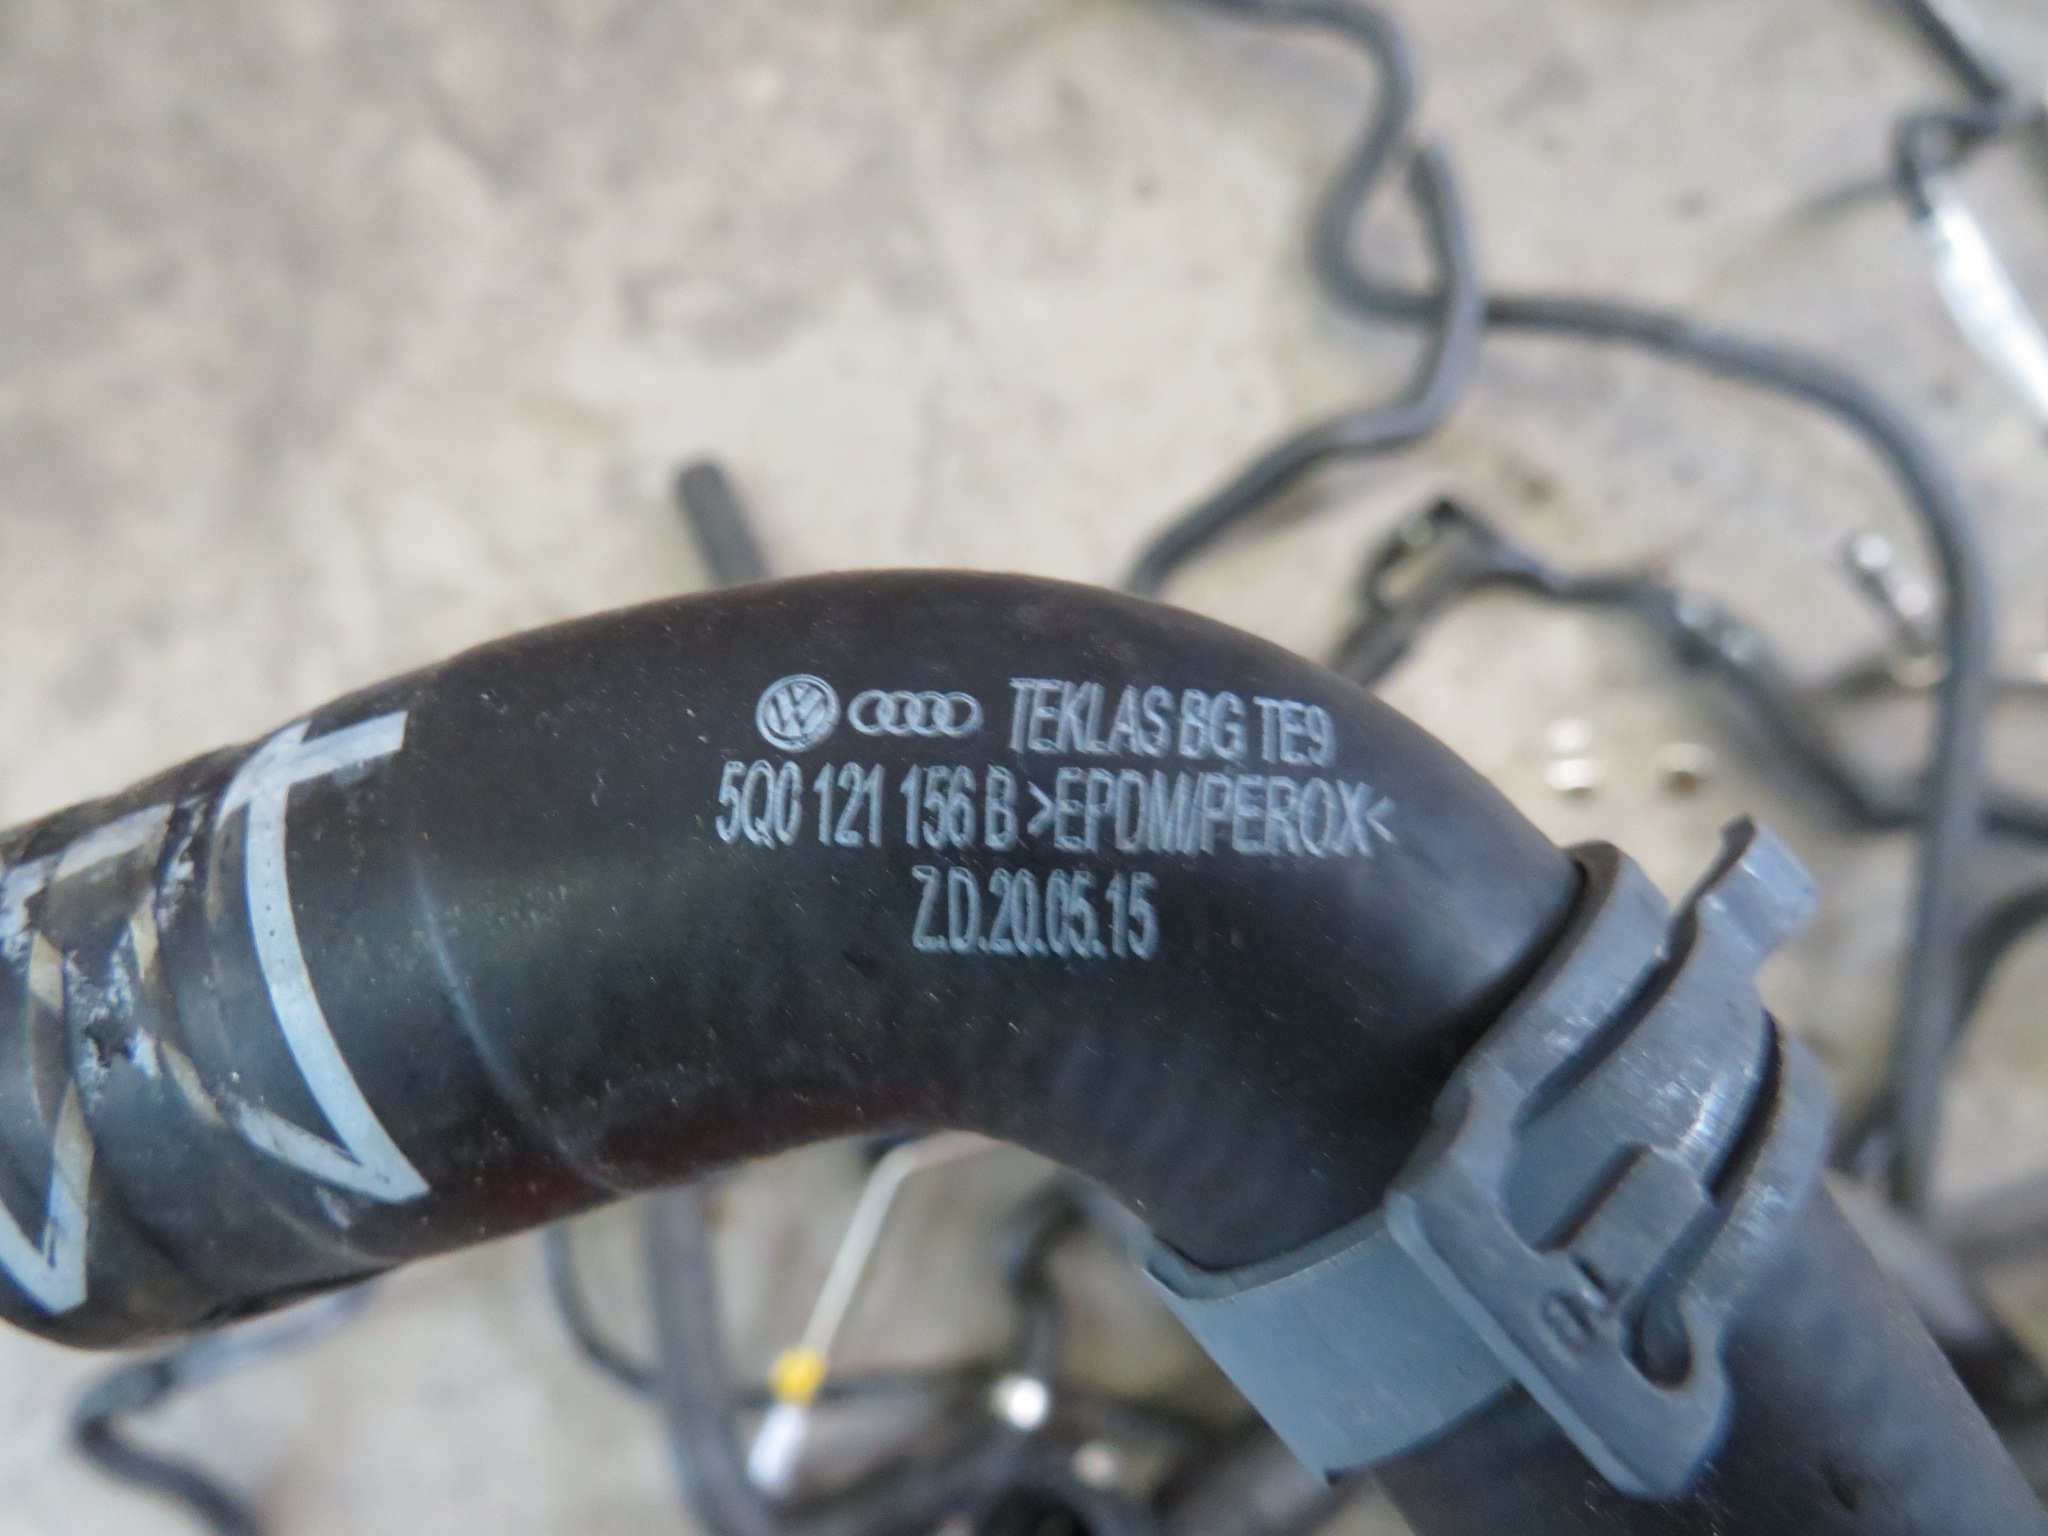 TEKLAS BG TE9
5Q0 121 156 B >EPDM/PEROX<
Z.D.20.05.15